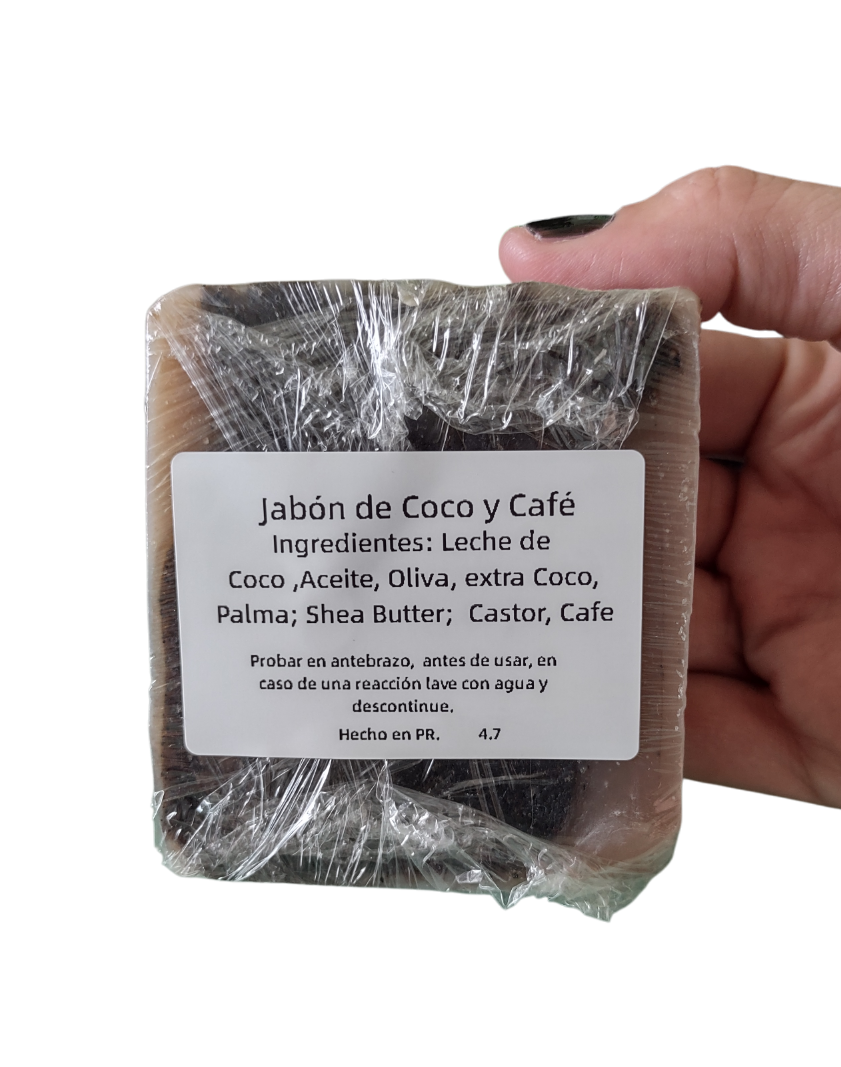 Jabón de Coco y Café
Ingredientes: Leche de
Coco ,Aceite, Oliva, extra Coco,
Palma; Shea Butter; Castor, Cafe
Probar en antebrazo, antes de usar, en
caso de una reacción lave con agua y
descontinue.
Hecho en PR. 4.7